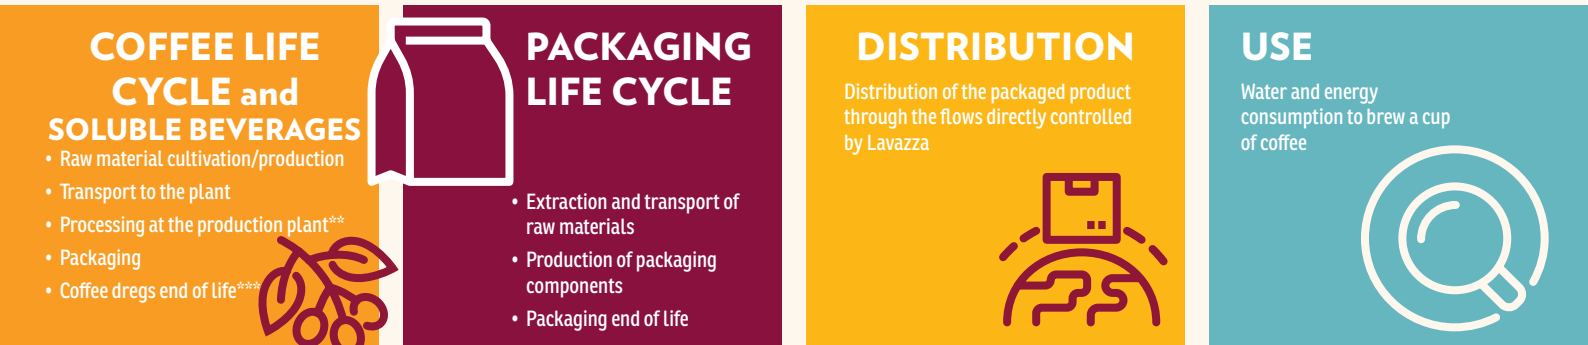 COFFEE LIFE
CYCLE and
SOLUBLE BEVERAGES
• Raw material cultivation/production
• Transport to the plant
• Processing at the production plant**
• Packaging
• Coffee dregs end of life***
PACKAGING
LIFE CYCLE
• Extraction and transport of
raw materials
• Production of packaging
components
• Packaging end of life
DISTRIBUTION
Distribution of the packaged product
through the flows directly controlled
by Lavazza
USE
Water and energy
consumption to brew a cup
of coffee